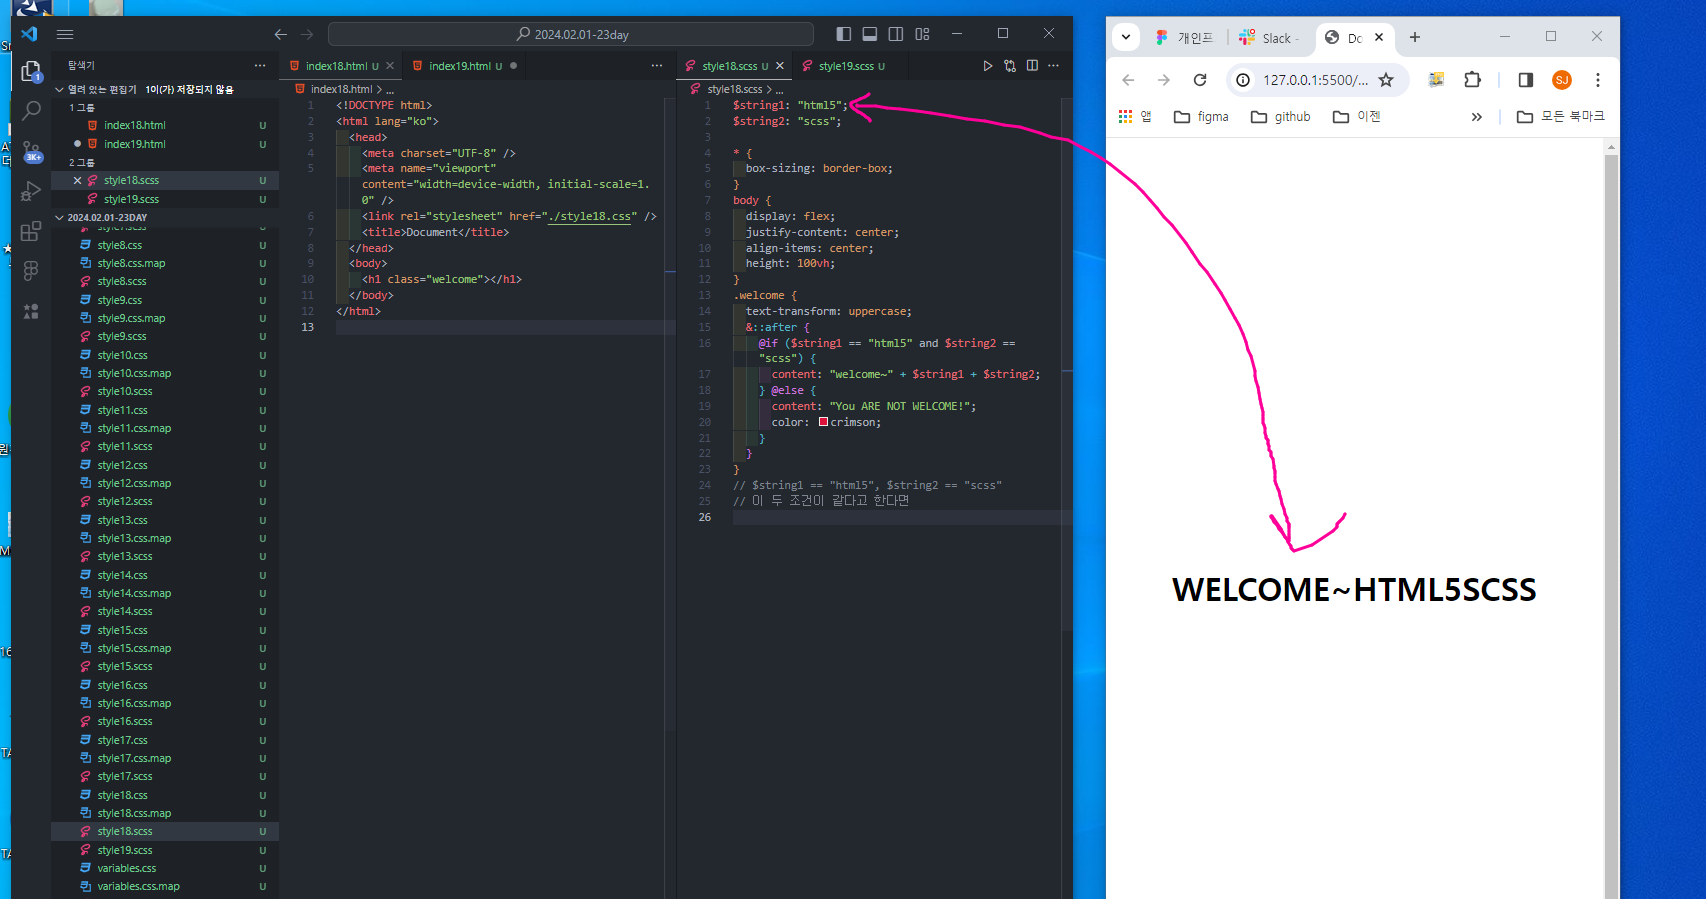 2024.02.01-23day
탐색기
열려 있는 편집기 1이(가) 저장되지 않음
1 그룹
index18.html U
index19.html U
2 그룹
style18.scss U
style19.scss U
2024.02.01-23DAY
style7.scss U
style8.css U
style8.css.map U
style8.scss U
style9.css U
style9.css.map U
style9.scss U
style10.css U
style10.css.map U
style10.scss U
style11.css U
style11.css.map U
style11.scss U
style12.css U
style12.css.map U
style12.scss U
style13.css U
style13.css.map U
style13.scss U
style14.css U
style14.css.map U
style14.scss U
style15.css U
style15.css.map U
style15.scss U
style16.css U
style16.css.map U
style16.scss U
style17.css U
style17.css.map U
style17.scss U
style18.css U
style18.css.map U
style18.scss U
style19.scss U
variables.css U
variables.css.map U
1
3K+
index18.html U
index19.html U
index18.html > ...
1 <!DOCTYPE html>
2 <html lang="ko">
3 <head>
4 <meta charset="UTF-8" />
5 <meta name="viewport"
content="width=device-width, initial-scale=1.
0" />
6 <link rel="stylesheet" href="./style18.css" />
7 <title>Document</title>
8 </head>
9 <body>
10 <h1 class="welcome"></h1>
11 </body>
12 </html>
13
style18.scss U
style19.scss U
style18.scss > ...
1 $string1: "html5";
2 $string2: "scss";
3
4 * {
5 box-sizing: border-box;
6 }
7 body {
8 display: flex;
9 justify-content: center;
10 align-items: center;
11 height: 100vh;
12 }
13 .welcome {
14 text-transform: uppercase;
15 &::after {
16 @if ($string1 == "html5" and $string2 ==
"scss") {
17 content: "welcome~" + $string1 + $string2;
18 } @else {
19 content: "You ARE NOT WELCOME!";
20 color: crimson;
21 }
22 }
23 }
24 // $string1 == "html5", $string2 == "scss"
25 // 이 두 조건이 같다고 한다면
26
개인프
Slack -
Do
127.0.0.1:5500/...
SJ
앱
figma
github
이젠
모든 북마크
WELCOME~HTML5SCSS